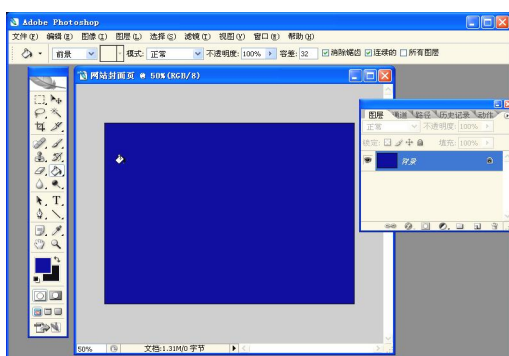 Adobe Photoshop
文件(F) 编辑(E) 图像(I) 图层(L) 选择(S) 滤镜(T) 视图(V) 窗口(W) 帮助(H)
前景 模式: 正常 不透明度: 100% 容差: 32 消除锯齿 连续的 所有图层
网站封面页 @ 50%(RGB/8)
图层 通道 路径 历史记录 动作
正常 不透明度: 100%
锁定: 填充: 100%
背景
50% 文档:1.31M/0 字节